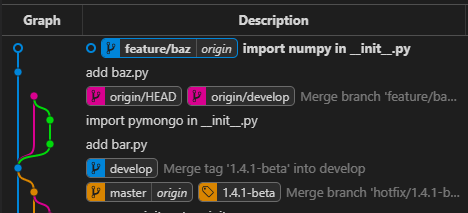 Graph Description
feature/baz origin import numpy in __init__.py
add baz.py
origin/HEAD origin/develop Merge branch 'feature/ba...
import pymongo in __init__.py
add bar.py
develop Merge tag '1.4.1-beta' into develop
master origin 1.4.1-beta Merge branch 'hotfix/1.4.1-b...